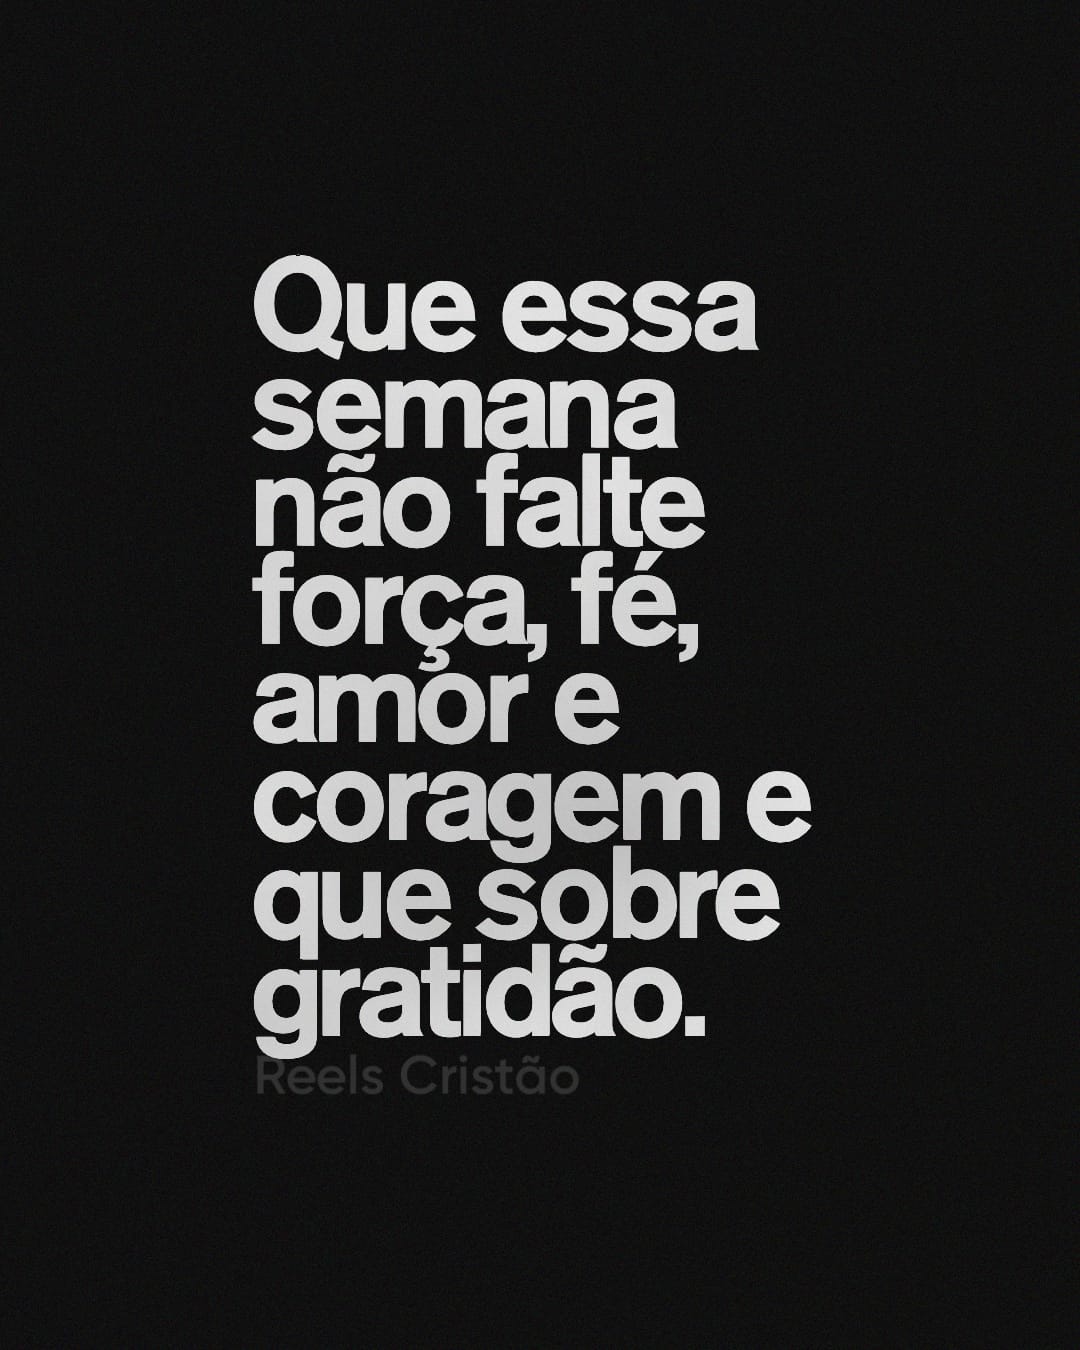 Que essa
semana
não falte
força, fé,
amor e
coragem e
que sobre
gratidão.
Reels Cristão